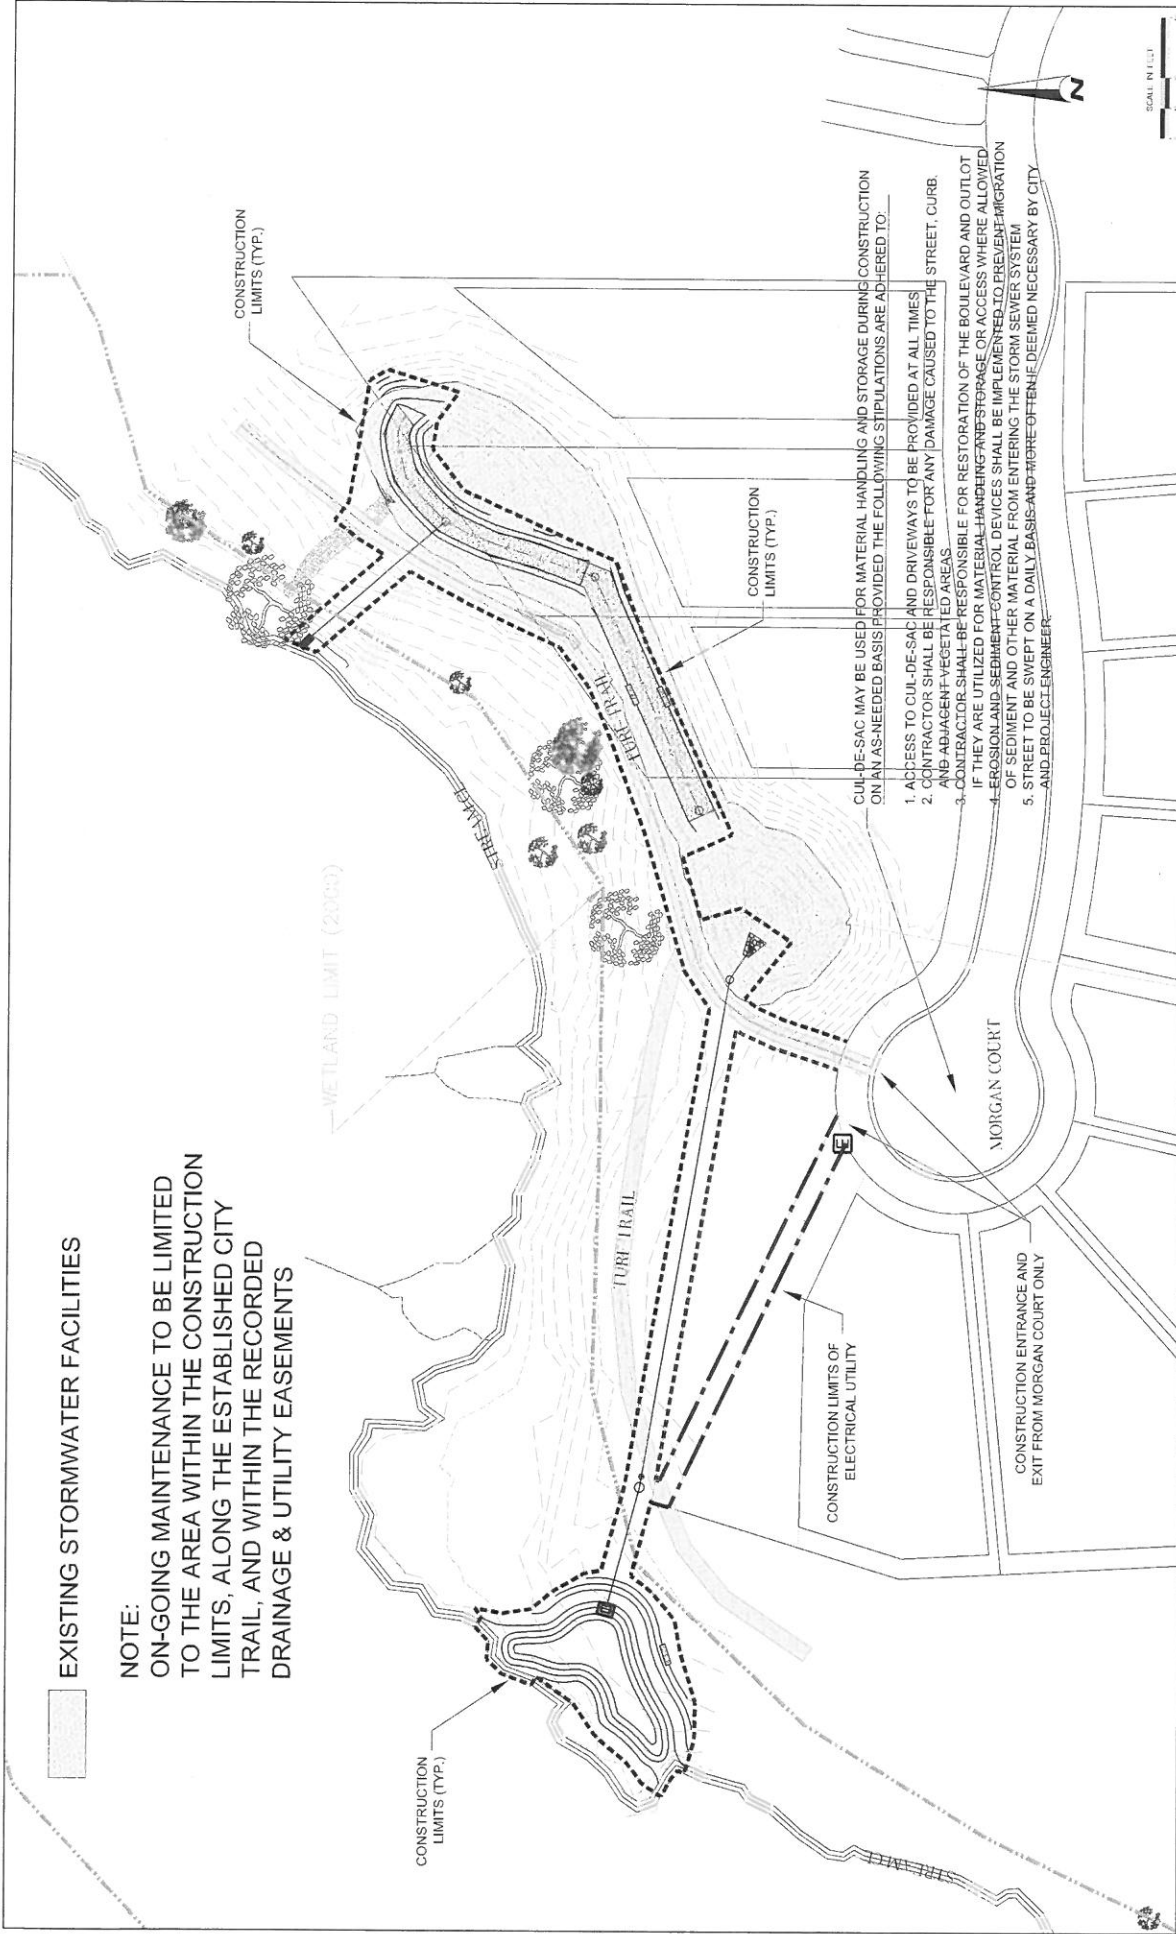 EXISTING STORMWATER FACILITIES
NOTE:
ON-GOING MAINTENANCE TO BE LIMITED
TO THE AREA WITHIN THE CONSTRUCTION
LIMITS, ALONG THE ESTABLISHED CITY
TRAIL, AND WITHIN THE RECORDED
DRAINAGE & UTILITY EASEMENTS
WETLAND LIMIT
CONSTRUCTION
LIMITS (TYP.)
CONSTRUCTION
LIMITS (TYP.)
CONSTRUCTION
LIMITS (TYP.)
TURF TRAIL
TURF TRAIL
CONSTRUCTION LIMITS OF
ELECTRICAL UTILITY
E
CONSTRUCTION ENTRANCE AND
EXIT FROM MORGAN COURT ONLY
MORGAN COURT
CUL-DE-SAC MAY BE USED FOR MATERIAL HANDLING AND STORAGE DURING CONSTRUCTION
ON AN AS-NEEDED BASIS PROVIDED THE FOLLOWING STIPULATIONS ARE ADHERED TO:
1. ACCESS TO CUL-DE-SAC AND DRIVEWAYS TO BE PROVIDED AT ALL TIMES
2. CONTRACTOR SHALL BE RESPONSIBLE FOR ANY DAMAGE CAUSED TO THE STREET, CURB,
AND ADJACENT VEGETATED AREAS
3. CONTRACTOR SHALL BE RESPONSIBLE FOR RESTORATION OF THE BOULEVARD AND OUTLOT
IF THEY ARE UTILIZED FOR MATERIAL HANDLING AND STORAGE OR ACCESS WHERE ALLOWED
4. EROSION AND SEDIMENT CONTROL DEVICES SHALL BE IMPLEMENTED TO PREVENT MIGRATION
OF SEDIMENT AND OTHER MATERIAL FROM ENTERING THE STORM SEWER SYSTEM
5. STREET TO BE SWEPT ON A DAILY BASIS AND MORE OFTEN IF DEEMED NECESSARY BY CITY
AND PROJECT ENGINEER
N
SCALE IN FEET